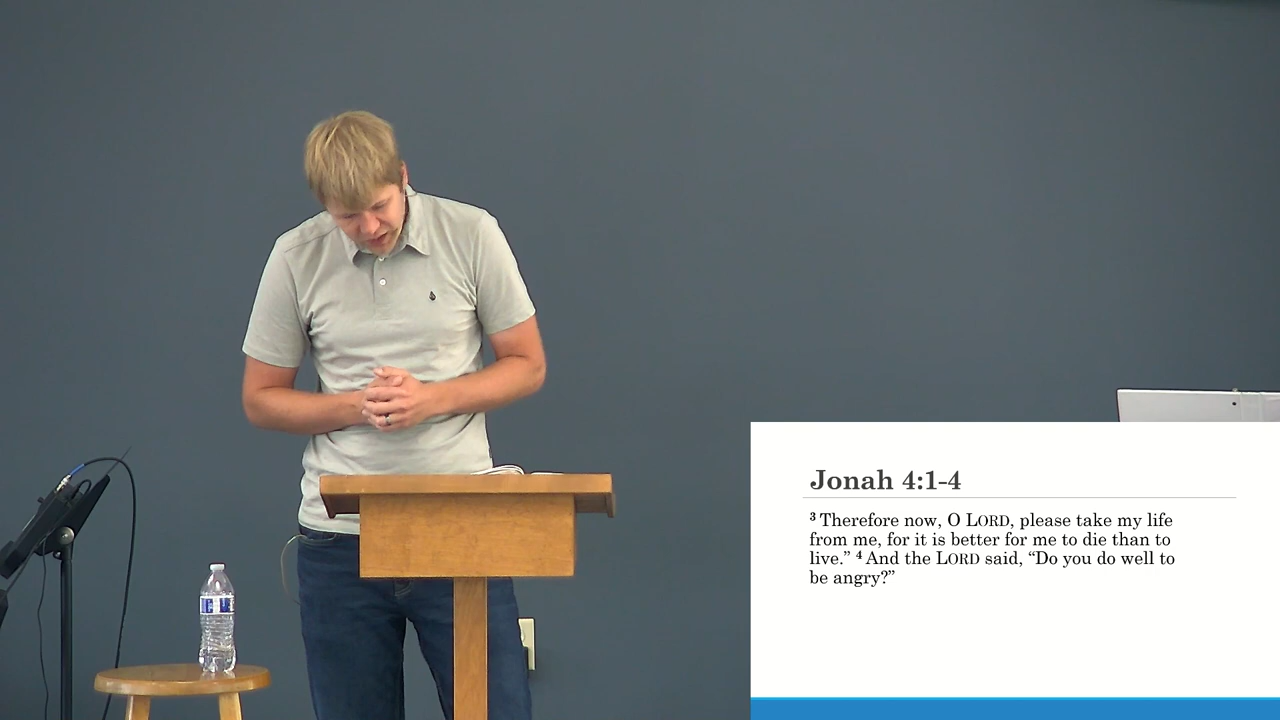 Jonah 4:1-4
³ Therefore now, O LORD, please take my life
from me, for it is better for me to die than to
live.” ⁴ And the LORD said, “Do you do well to
be angry?”